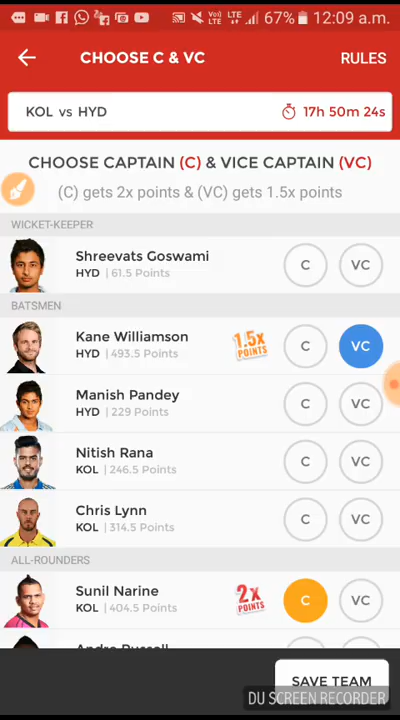 67% 12:09 a.m.
CHOOSE C & VC RULES
KOL vs HYD 17h 50m 24s
CHOOSE CAPTAIN (C) & VICE CAPTAIN (VC)
(C) gets 2x points & (VC) gets 1.5x points
WICKET-KEEPER
Shreevats Goswami
HYD | 61.5 Points
C VC
BATSMEN
Kane Williamson
HYD | 493.5 Points
1.5x
POINTS
C VC
Manish Pandey
HYD | 229 Points
C VC
Nitish Rana
KOL | 246.5 Points
C VC
Chris Lynn
KOL | 314.5 Points
C VC
ALL-ROUNDERS
Sunil Narine
KOL | 404.5 Points
2x
POINTS
C VC
Andre Russell
SAVE TEAM
DU SCREEN RECORDER